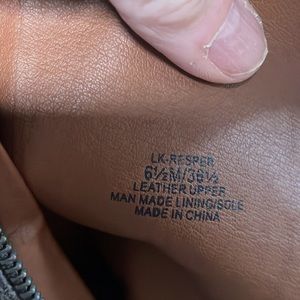 LK-RESPER
6½M/36½
LEATHER UPPER
MAN MADE LINING/SOLE
MADE IN CHINA